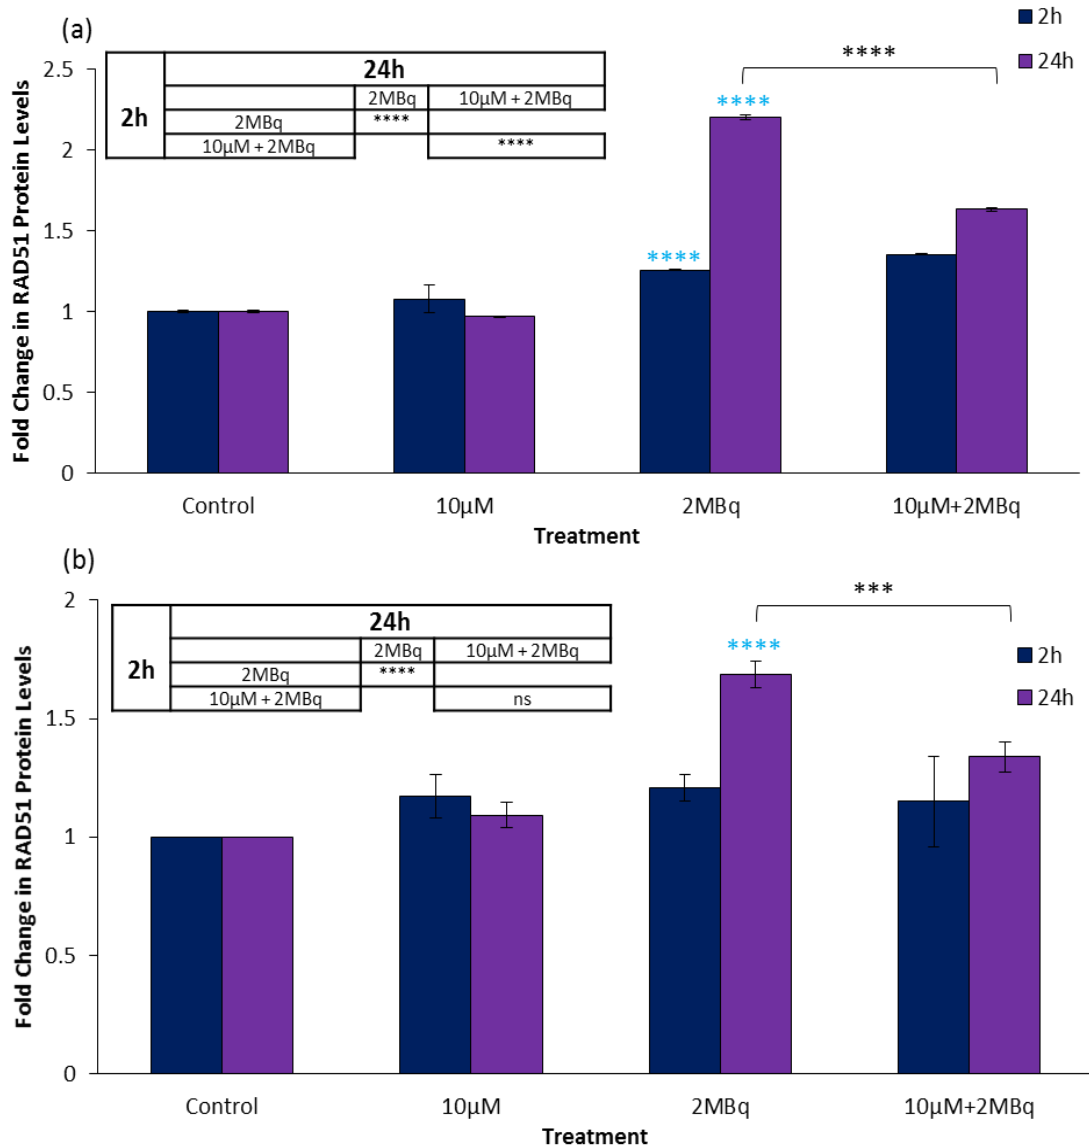 (a)
2h
24h
Fold Change in RAD51 Protein Levels
2.5
2
1.5
1
0.5
0
2h
24h
2MBq 10µM + 2MBq
2MBq ****
10µM + 2MBq ****
****
****
****
Control 10µM 2MBq 10µM+2MBq
Treatment
(b)
2h
24h
Fold Change in RAD51 Protein Levels
2
1.5
1
0.5
0
2h
24h
2MBq 10µM + 2MBq
2MBq ****
10µM + 2MBq ns
***
****
Control 10µM 2MBq 10µM+2MBq
Treatment